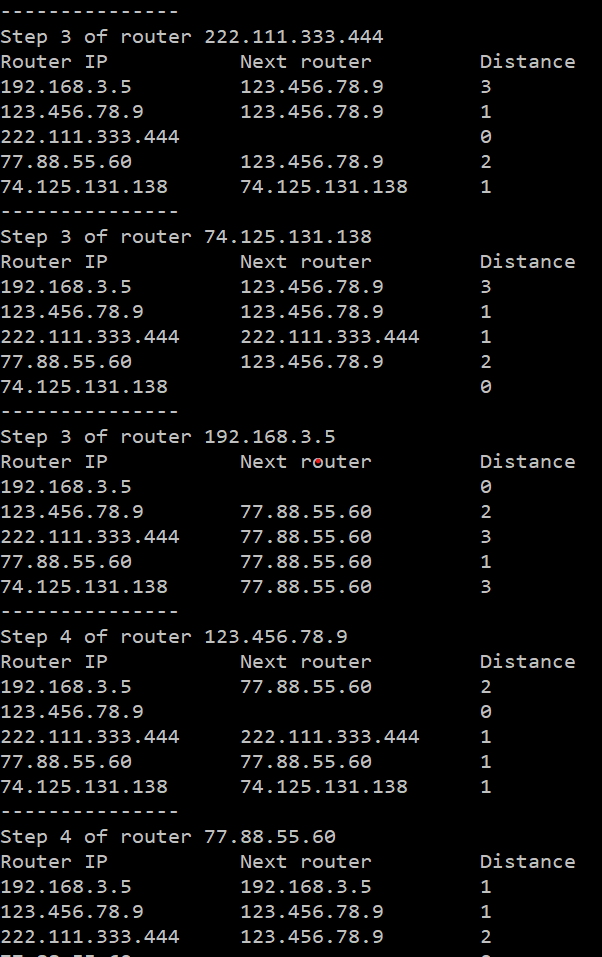 ---------------
Step 3 of router 222.111.333.444
Router IP Next router Distance
192.168.3.5 123.456.78.9 3
123.456.78.9 123.456.78.9 1
222.111.333.444 0
77.88.55.60 123.456.78.9 2
74.125.131.138 74.125.131.138 1
---------------
Step 3 of router 74.125.131.138
Router IP Next router Distance
192.168.3.5 123.456.78.9 3
123.456.78.9 123.456.78.9 1
222.111.333.444 222.111.333.444 1
77.88.55.60 123.456.78.9 2
74.125.131.138 0
---------------
Step 3 of router 192.168.3.5
Router IP Next router Distance
192.168.3.5 0
123.456.78.9 77.88.55.60 2
222.111.333.444 77.88.55.60 3
77.88.55.60 77.88.55.60 1
74.125.131.138 77.88.55.60 3
---------------
Step 4 of router 123.456.78.9
Router IP Next router Distance
192.168.3.5 77.88.55.60 2
123.456.78.9 0
222.111.333.444 222.111.333.444 1
77.88.55.60 77.88.55.60 1
74.125.131.138 74.125.131.138 1
---------------
Step 4 of router 77.88.55.60
Router IP Next router Distance
192.168.3.5 192.168.3.5 1
123.456.78.9 123.456.78.9 1
222.111.333.444 123.456.78.9 2